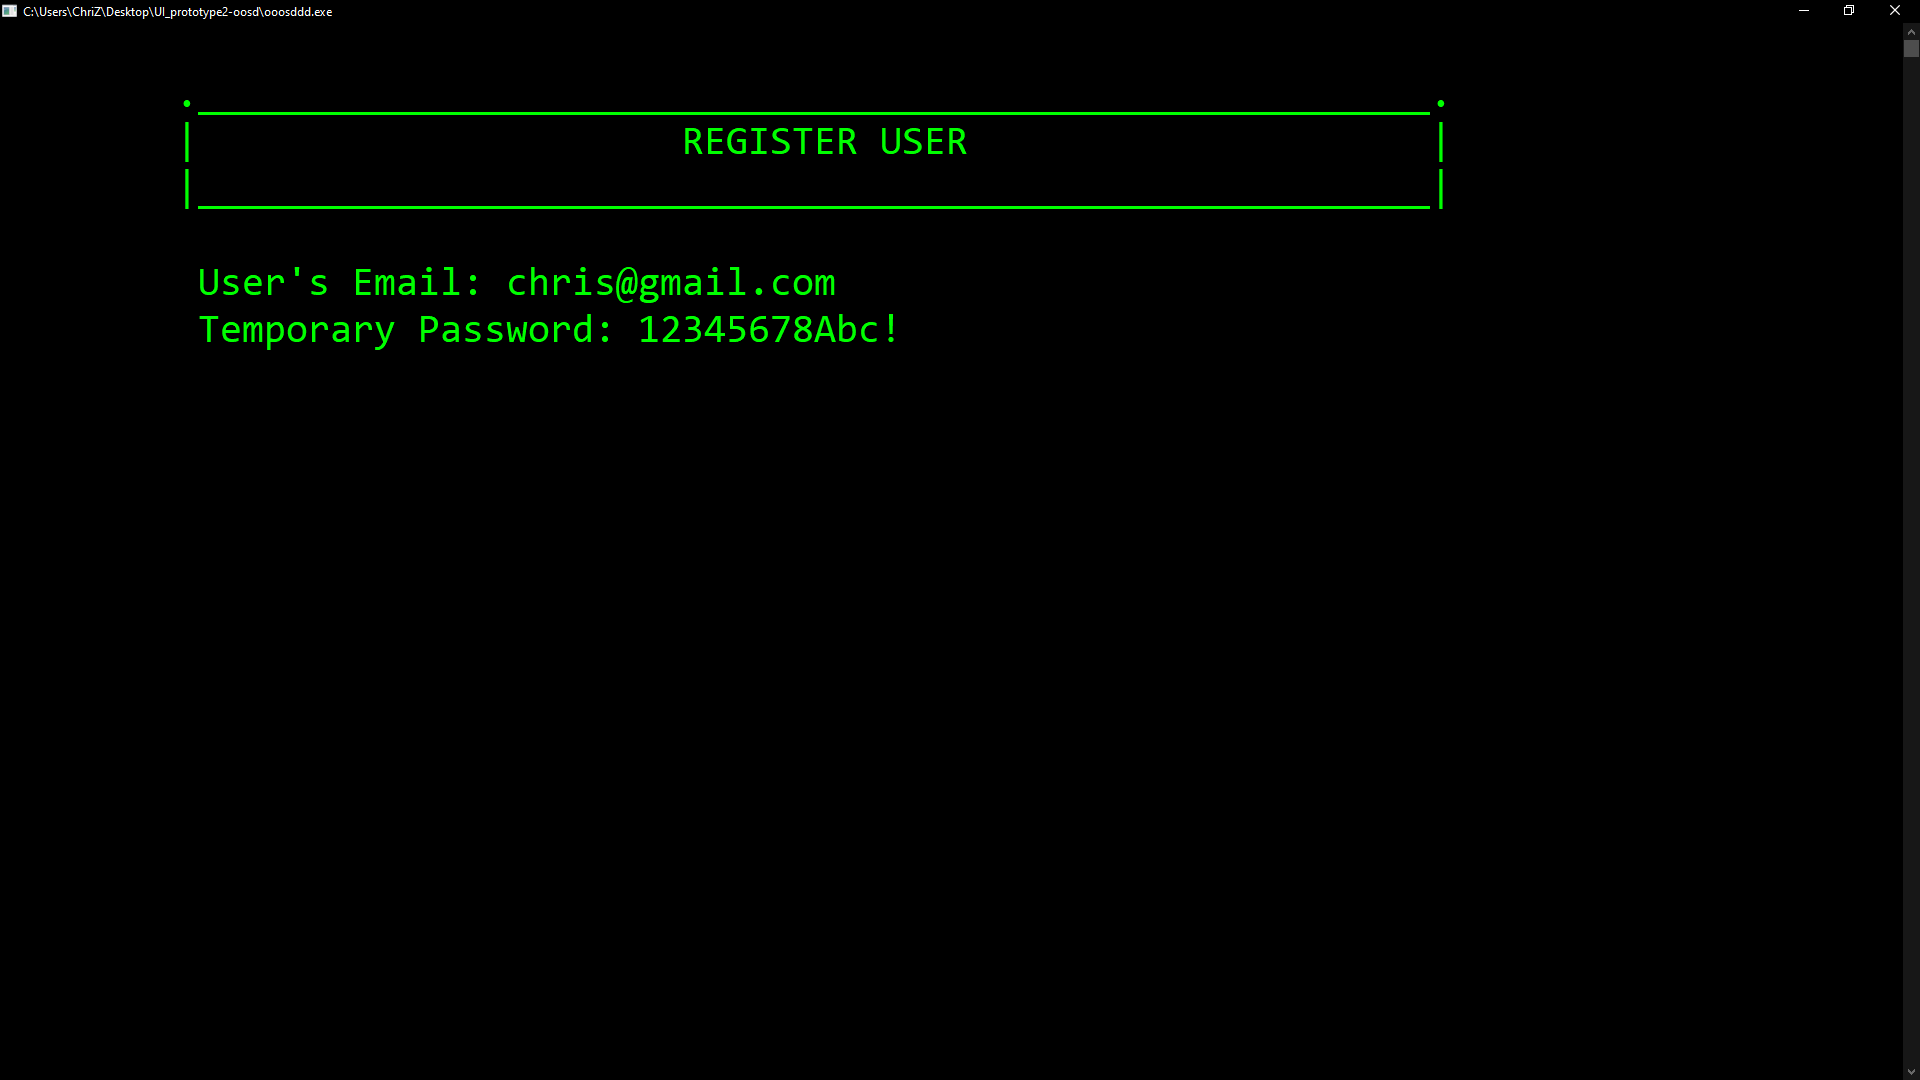 C:\Users\ChriZ\Desktop\UI_prototype2-oosd\ooosddd.exe
REGISTER USER
User's Email: chris@gmail.com
Temporary Password: 12345678Abc!